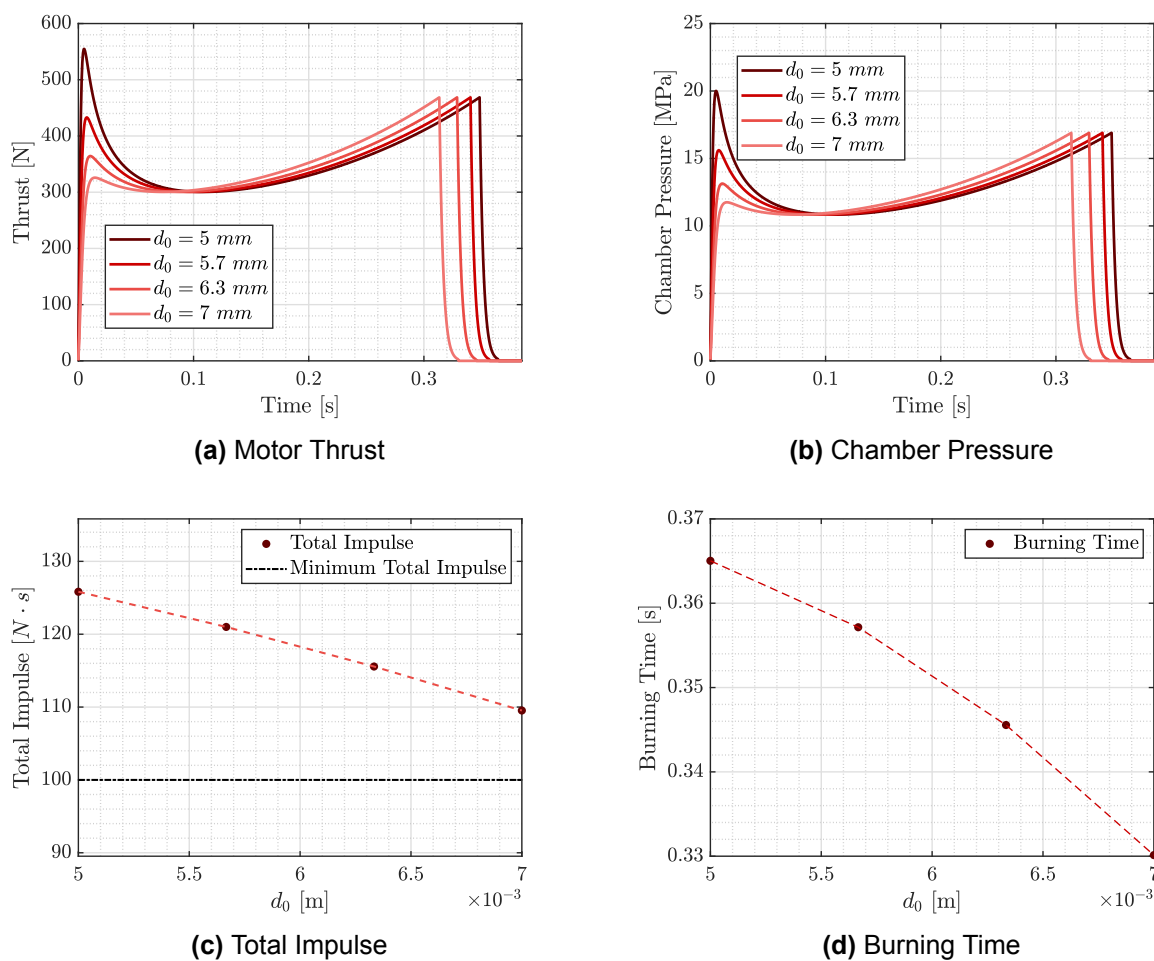 600
500
400
300
200
100
0
Thrust [N]
d₀ = 5 mm
d₀ = 5.7 mm
d₀ = 6.3 mm
d₀ = 7 mm
0 0.1 0.2 0.3
Time [s]
(a) Motor Thrust
25
20
15
10
5
0
Chamber Pressure [MPa]
d₀ = 5 mm
d₀ = 5.7 mm
d₀ = 6.3 mm
d₀ = 7 mm
0 0.1 0.2 0.3
Time [s]
(b) Chamber Pressure
130
120
110
100
90
Total Impulse [N · s]
Total Impulse
Minimum Total Impulse
5 5.5 6 6.5 7
d₀ [m]
×10⁻³
(c) Total Impulse
0.37
0.36
0.35
0.34
0.33
Burning Time [s]
Burning Time
5 5.5 6 6.5 7
d₀ [m]
×10⁻³
(d) Burning Time